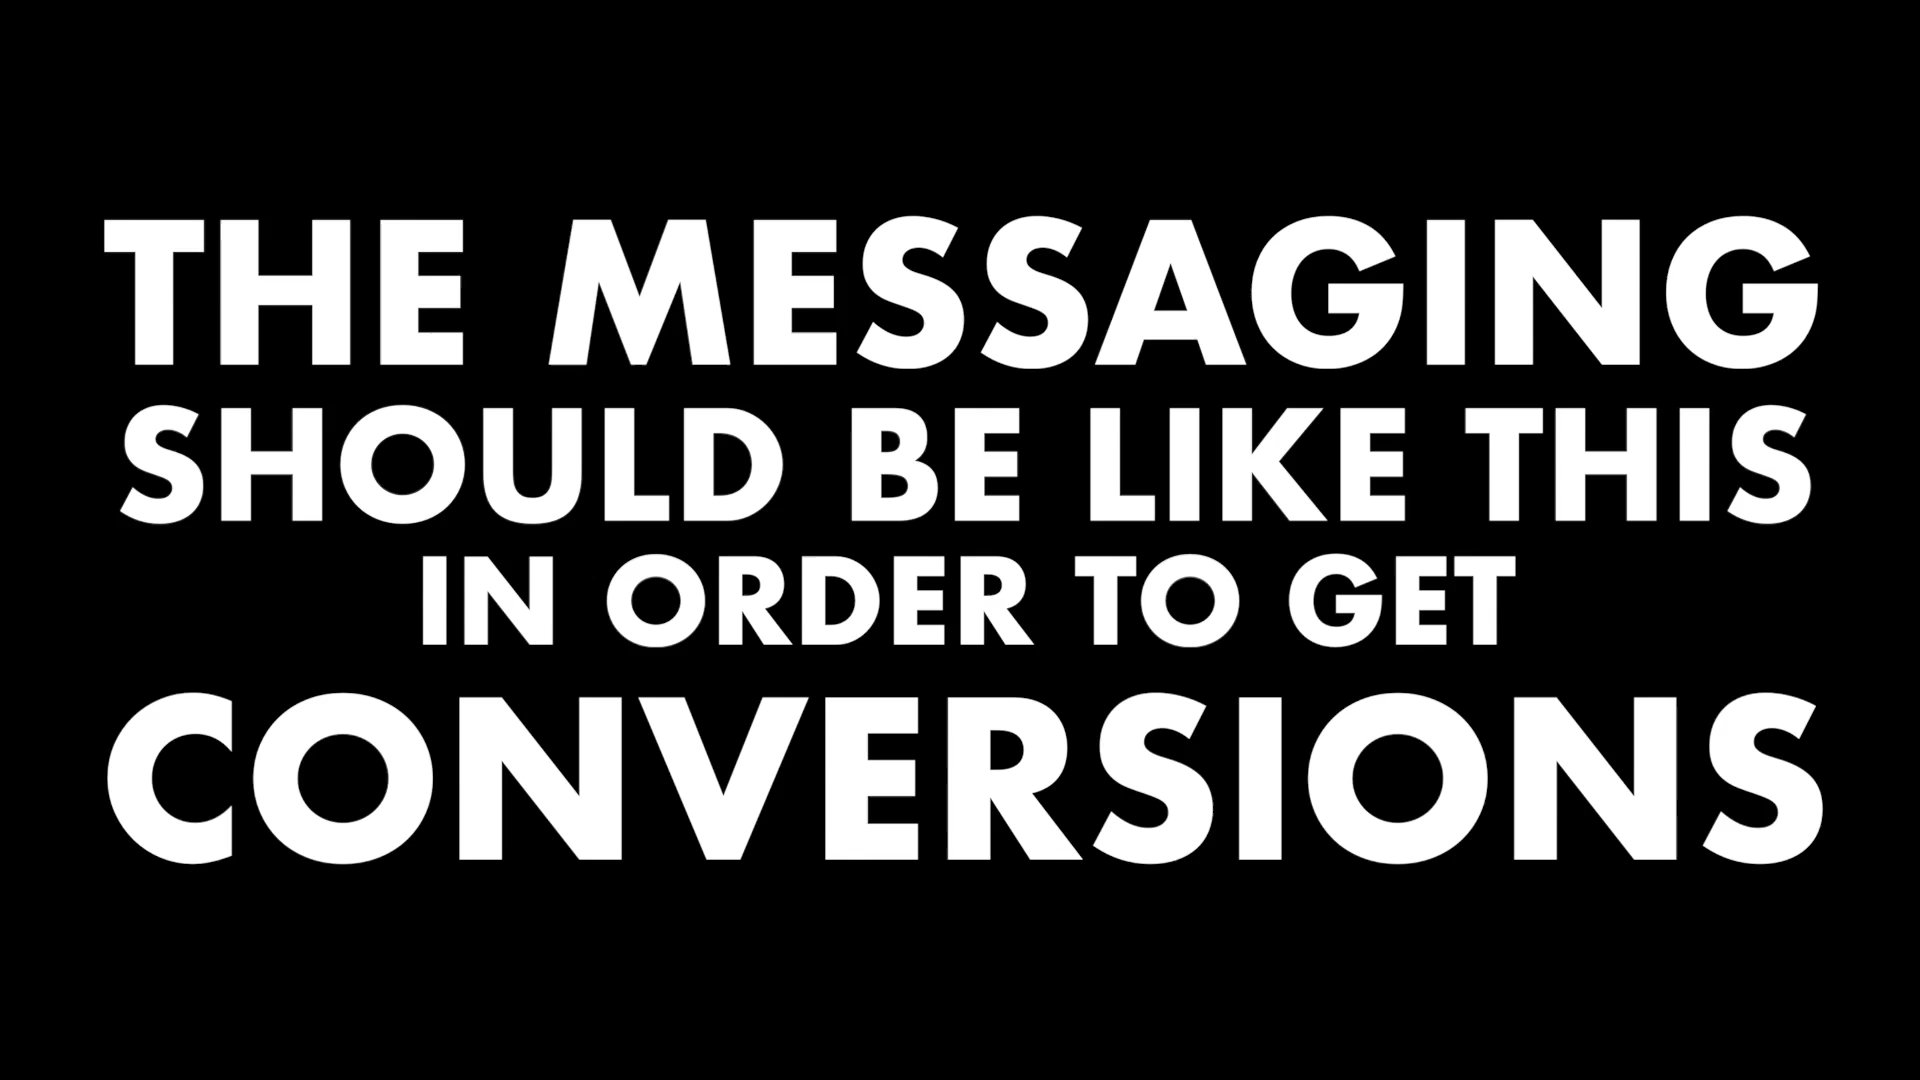 THE MESSAGING
SHOULD BE LIKE THIS
IN ORDER TO GET
CONVERSIONS